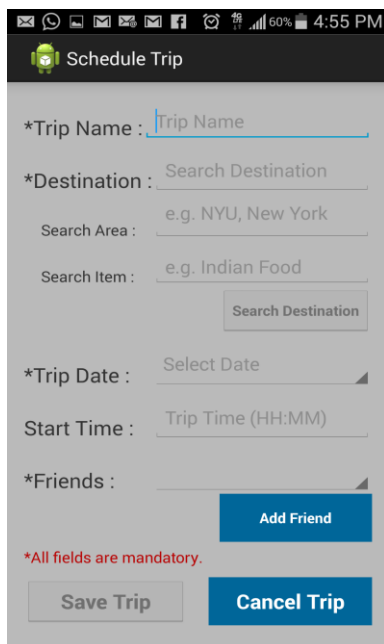 4G 60% 4:55 PM
Schedule Trip
*Trip Name : Trip Name
*Destination : Search Destination
Search Area : e.g. NYU, New York
Search Item : e.g. Indian Food
Search Destination
*Trip Date : Select Date
Start Time : Trip Time (HH:MM)
*Friends :
Add Friend
*All fields are mandatory.
Save Trip Cancel Trip